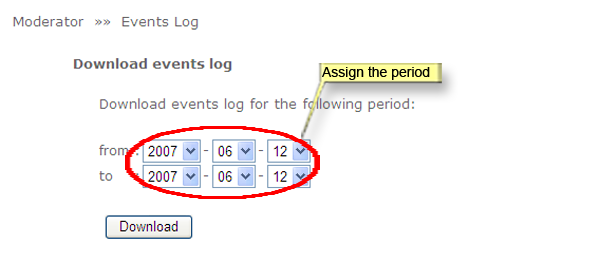 Moderator »» Events Log
Download events log
Assign the period
Download events log for the following period:
from : 2007 - 06 - 12
to : 2007 - 06 - 12
Download